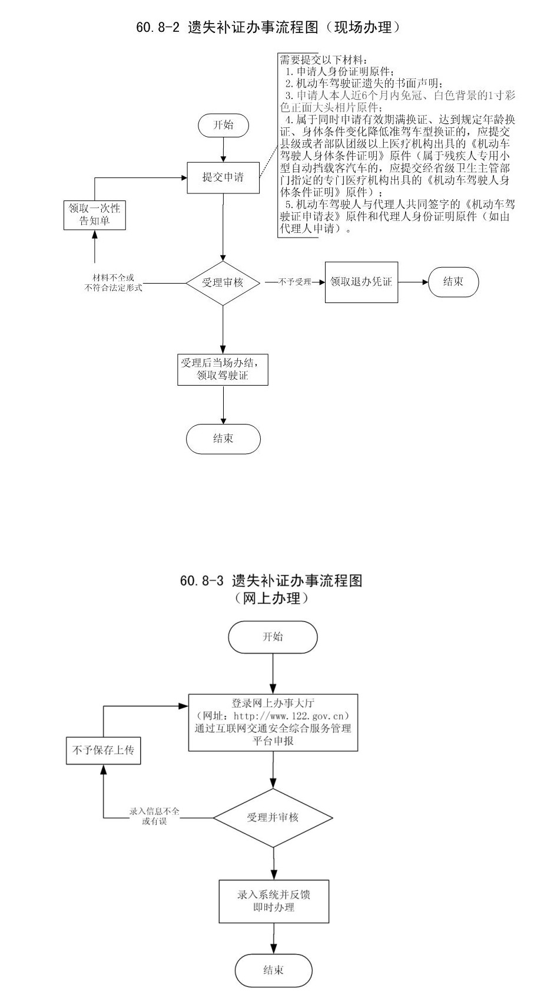 60.8-2 遗失补证办事流程图（现场办理）
需要提交以下材料：
1.申请人身份证明原件；
2.机动车驾驶证遗失的书面声明；
3.申请人本人近6个月内免冠、白色背景的1寸彩
色正面大头相片原件；
4.属于同时申请有效期满换证、达到规定年龄换
证、身体条件变化降低准驾车型换证的，应提交
县级或者部队团级以上医疗机构出具的《机动车
驾驶人身体条件证明》原件（属于残疾人专用小
型自动挡载客汽车的，应提交经省级卫生主管部
门指定的专门医疗机构出具的《机动车驾驶人身
体条件证明》原件）；
5.机动车驾驶人与代理人共同签字的《机动车驾
驶证申请表》原件和代理人身份证明原件（如由
代理人申请）。
开始
提交申请
领取一次性
告知单
材料不全或
不符合法定形式
受理审核
不予受理
领取退办凭证
结束
受理后当场办结，
领取驾驶证
结束
60.8-3 遗失补证办事流程图
（网上办理）
开始
登录网上办事大厅
（网址：http://www.122.gov.cn）
通过互联网交通安全综合服务管理
平台申报
不予保存上传
录入信息不全
或有误
受理并审核
录入系统并反馈
即时办理
结束